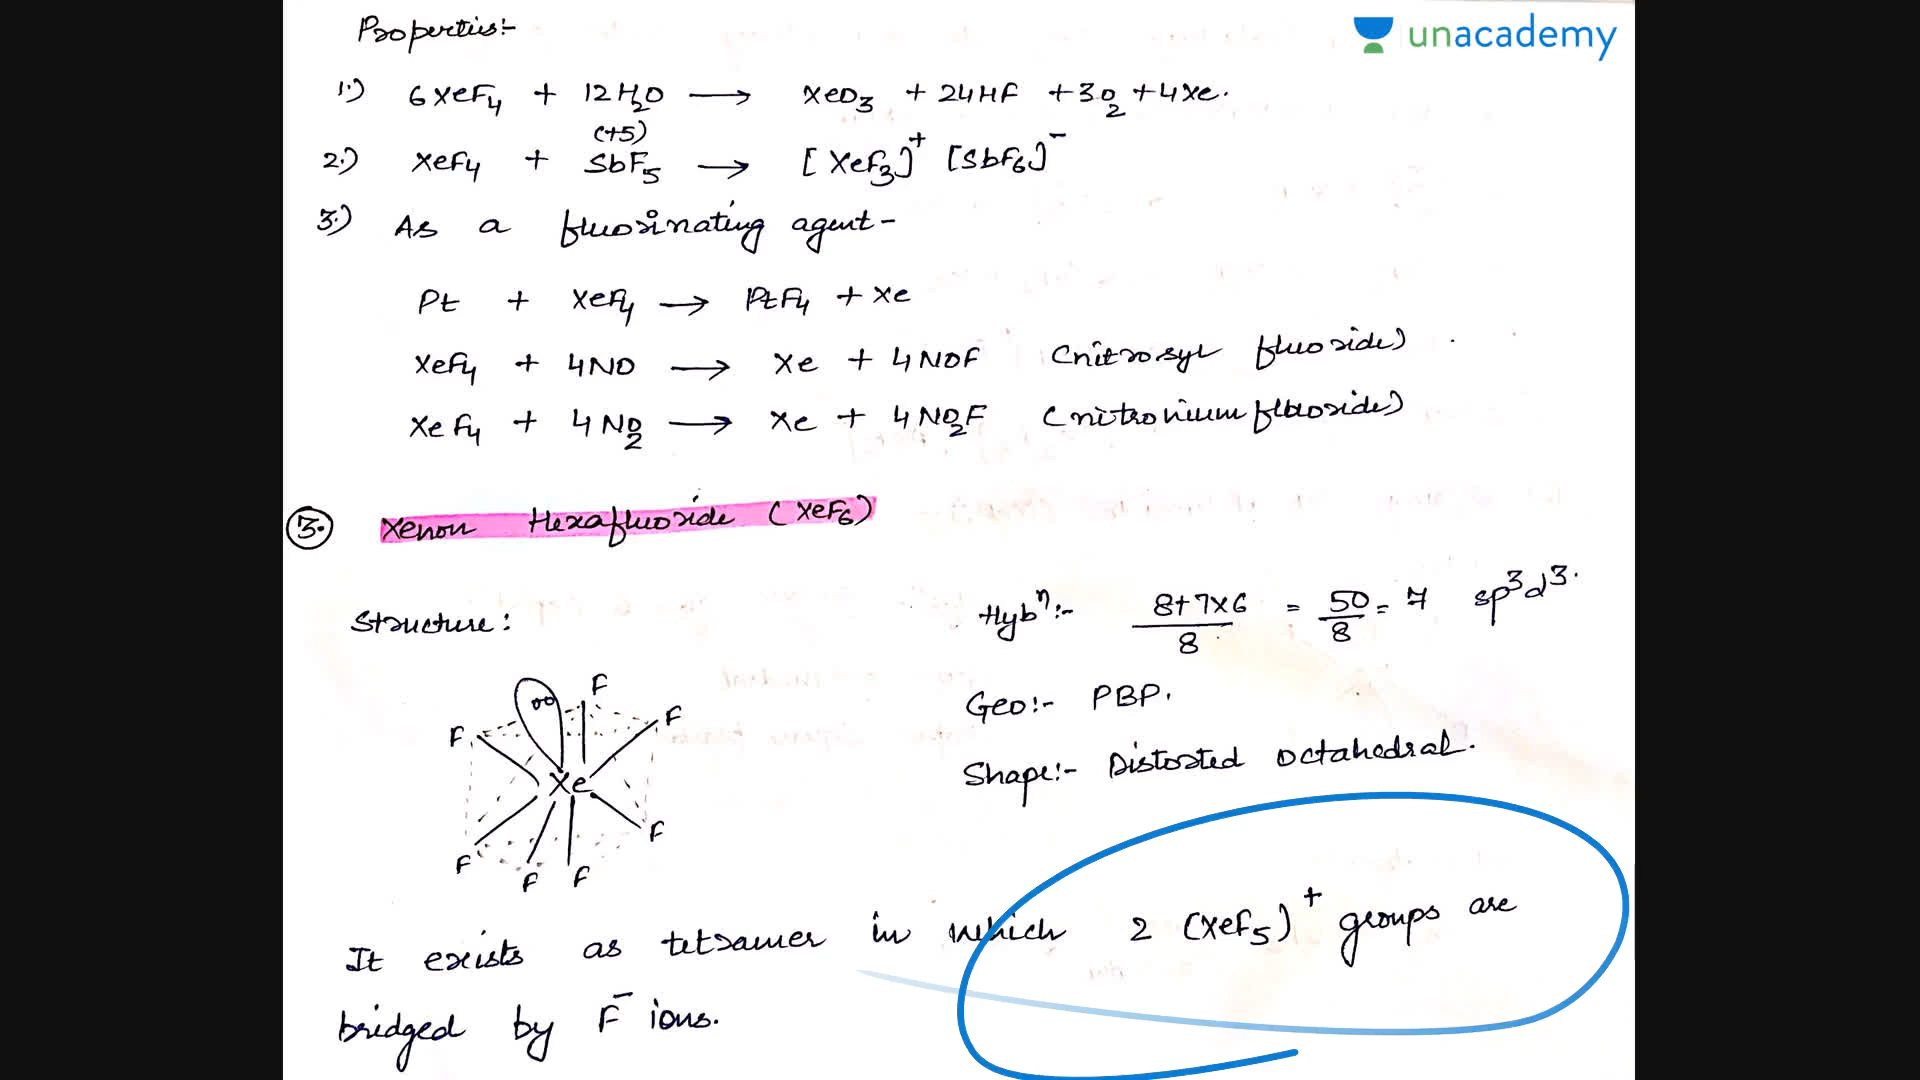 Properties:-
unacademy
1.) 6XeF4 + 12H2O ⟶ XeO3 + 24HF + 3O2 + 4Xe.
(+5)
2.) XeF4 + SbF5 ⟶ [XeF3]+ [SbF6]-
3.) As a fluorinating agent-
Pt + XeF4 ⟶ PtF4 + Xe
XeF4 + 4NO ⟶ Xe + 4NOF (nitrosyl fluoride)
XeF4 + 4NO2 ⟶ Xe + 4NO2F (nitronium fluoride)
3. Xenon Hexafluoride (XeF6)
Structure:
Hybⁿ:- 8+7×6/8 = 50/8 = 7 sp3d3.
F
F
F
Xe
F
F
F
F
Geo:- PBP.
Shape:- Distorted octahedral.
It exists as tetramer in which 2 (XeF5)+ groups are
bridged by F- ions.